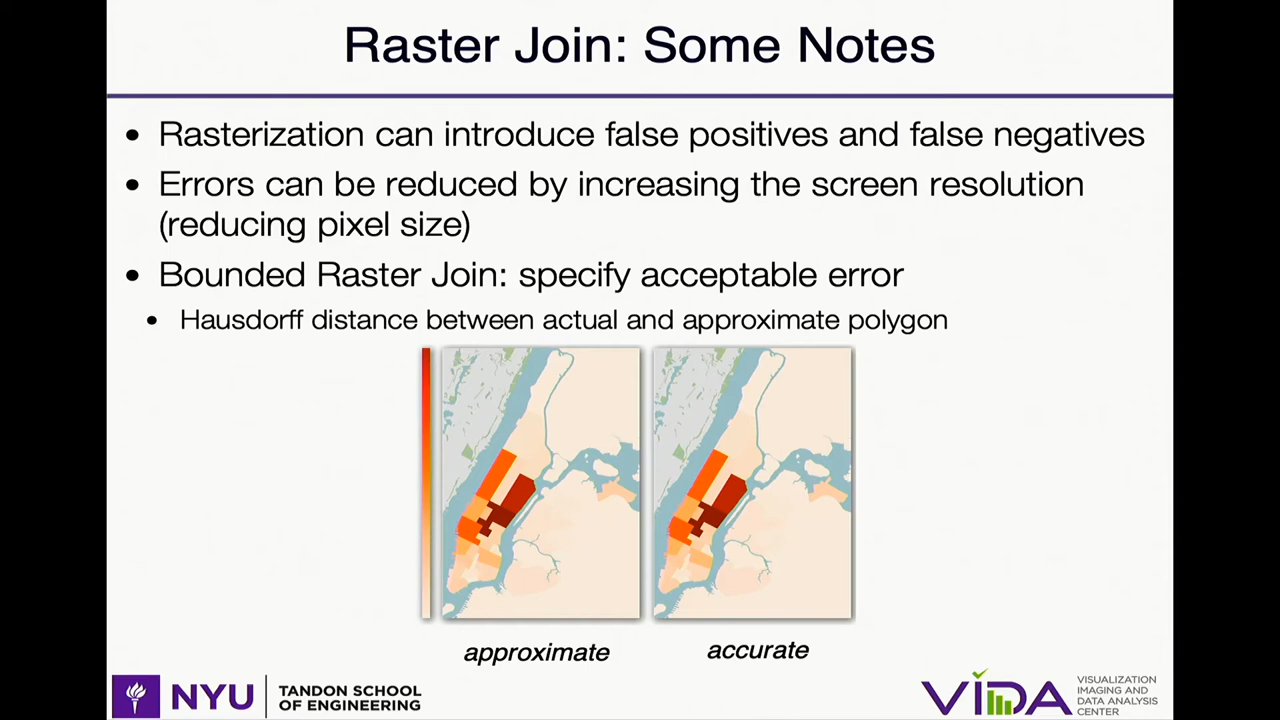 Raster Join: Some Notes
• Rasterization can introduce false positives and false negatives
• Errors can be reduced by increasing the screen resolution
(reducing pixel size)
• Bounded Raster Join: specify acceptable error
• Hausdorff distance between actual and approximate polygon
approximate
accurate
NYU
TANDON SCHOOL
OF ENGINEERING
VIDA
VISUALIZATION
IMAGING AND
DATA ANALYSIS
CENTER